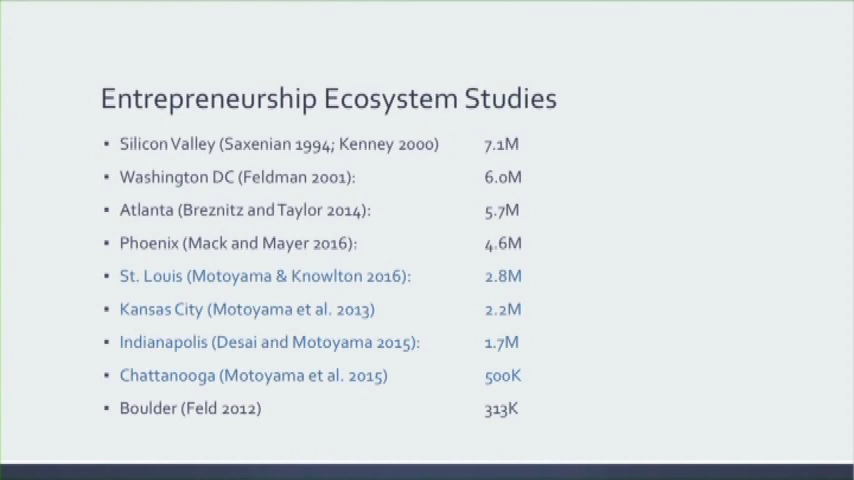 Entrepreneurship Ecosystem Studies
▪ Silicon Valley (Saxenian 1994; Kenney 2000) 7.1M
▪ Washington DC (Feldman 2001): 6.0M
▪ Atlanta (Breznitz and Taylor 2014): 5.7M
▪ Phoenix (Mack and Mayer 2016): 4.6M
▪ St. Louis (Motoyama & Knowlton 2016): 2.8M
▪ Kansas City (Motoyama et al. 2013) 2.2M
▪ Indianapolis (Desai and Motoyama 2015): 1.7M
▪ Chattanooga (Motoyama et al. 2015) 500K
▪ Boulder (Feld 2012) 313K